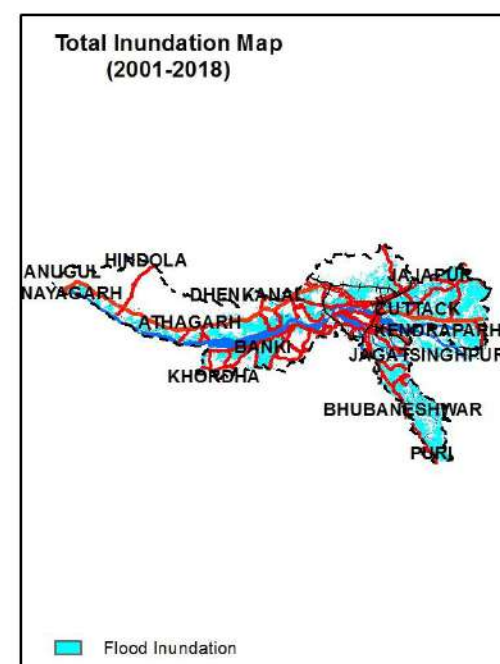 Total Inundation Map
(2001-2018)
HINDOLA
ANUGUL
NAYAGARH
JAJAPUR
DHENKANAL
CUTTACK
ATHAGARH
KENDRAPARH
BANKI
JAGATSINGHPUR
KHORDHA
BHUBANESHWAR
PURI
Flood Inundation